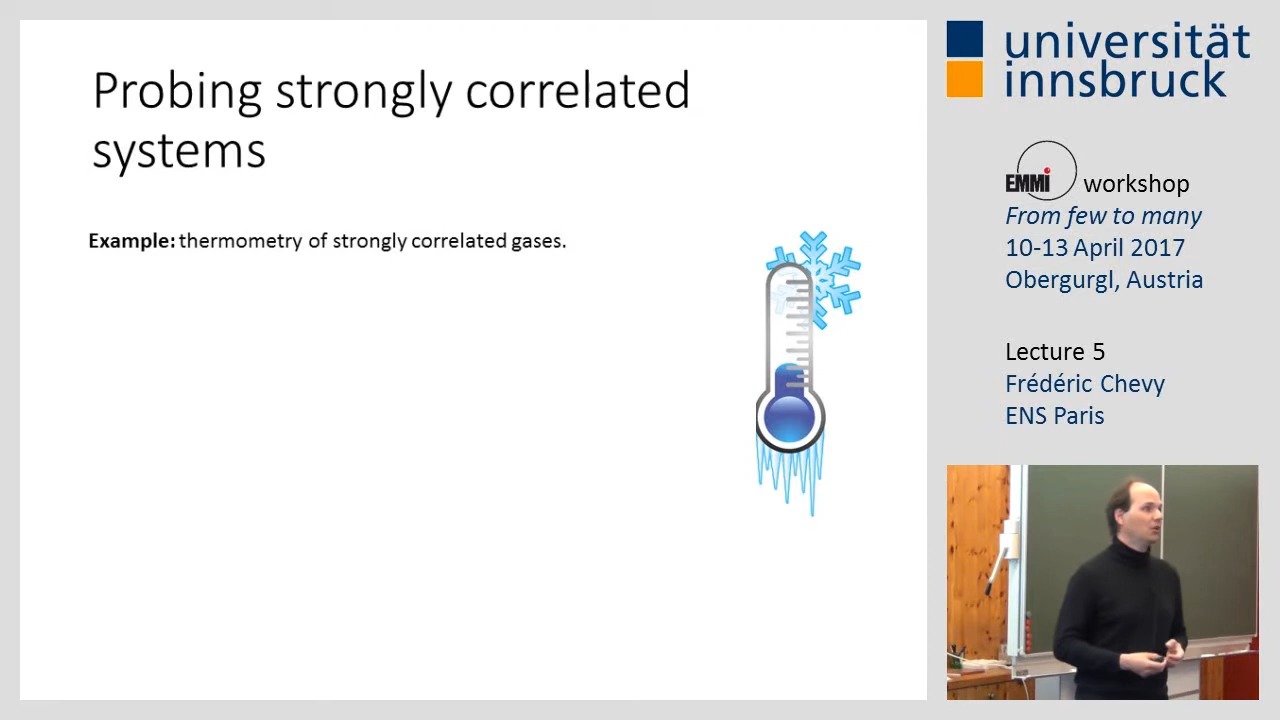 Probing strongly correlated
systems
Example: thermometry of strongly correlated gases.
universität
innsbruck
EMMI workshop
From few to many
10-13 April 2017
Obergurgl, Austria
Lecture 5
Frédéric Chevy
ENS Paris